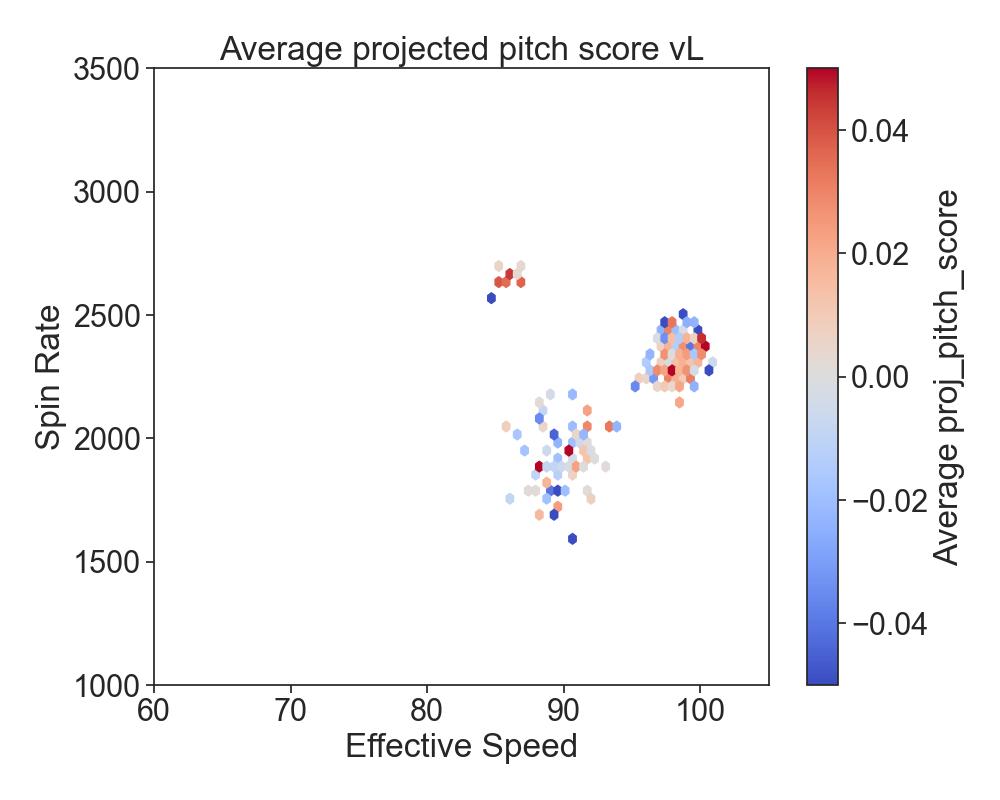 Average projected pitch score vL
3500
3000
2500
2000
1500
1000
Spin Rate
60 70 80 90 100
Effective Speed
0.04
0.02
0.00
−0.02
−0.04
Average proj_pitch_score